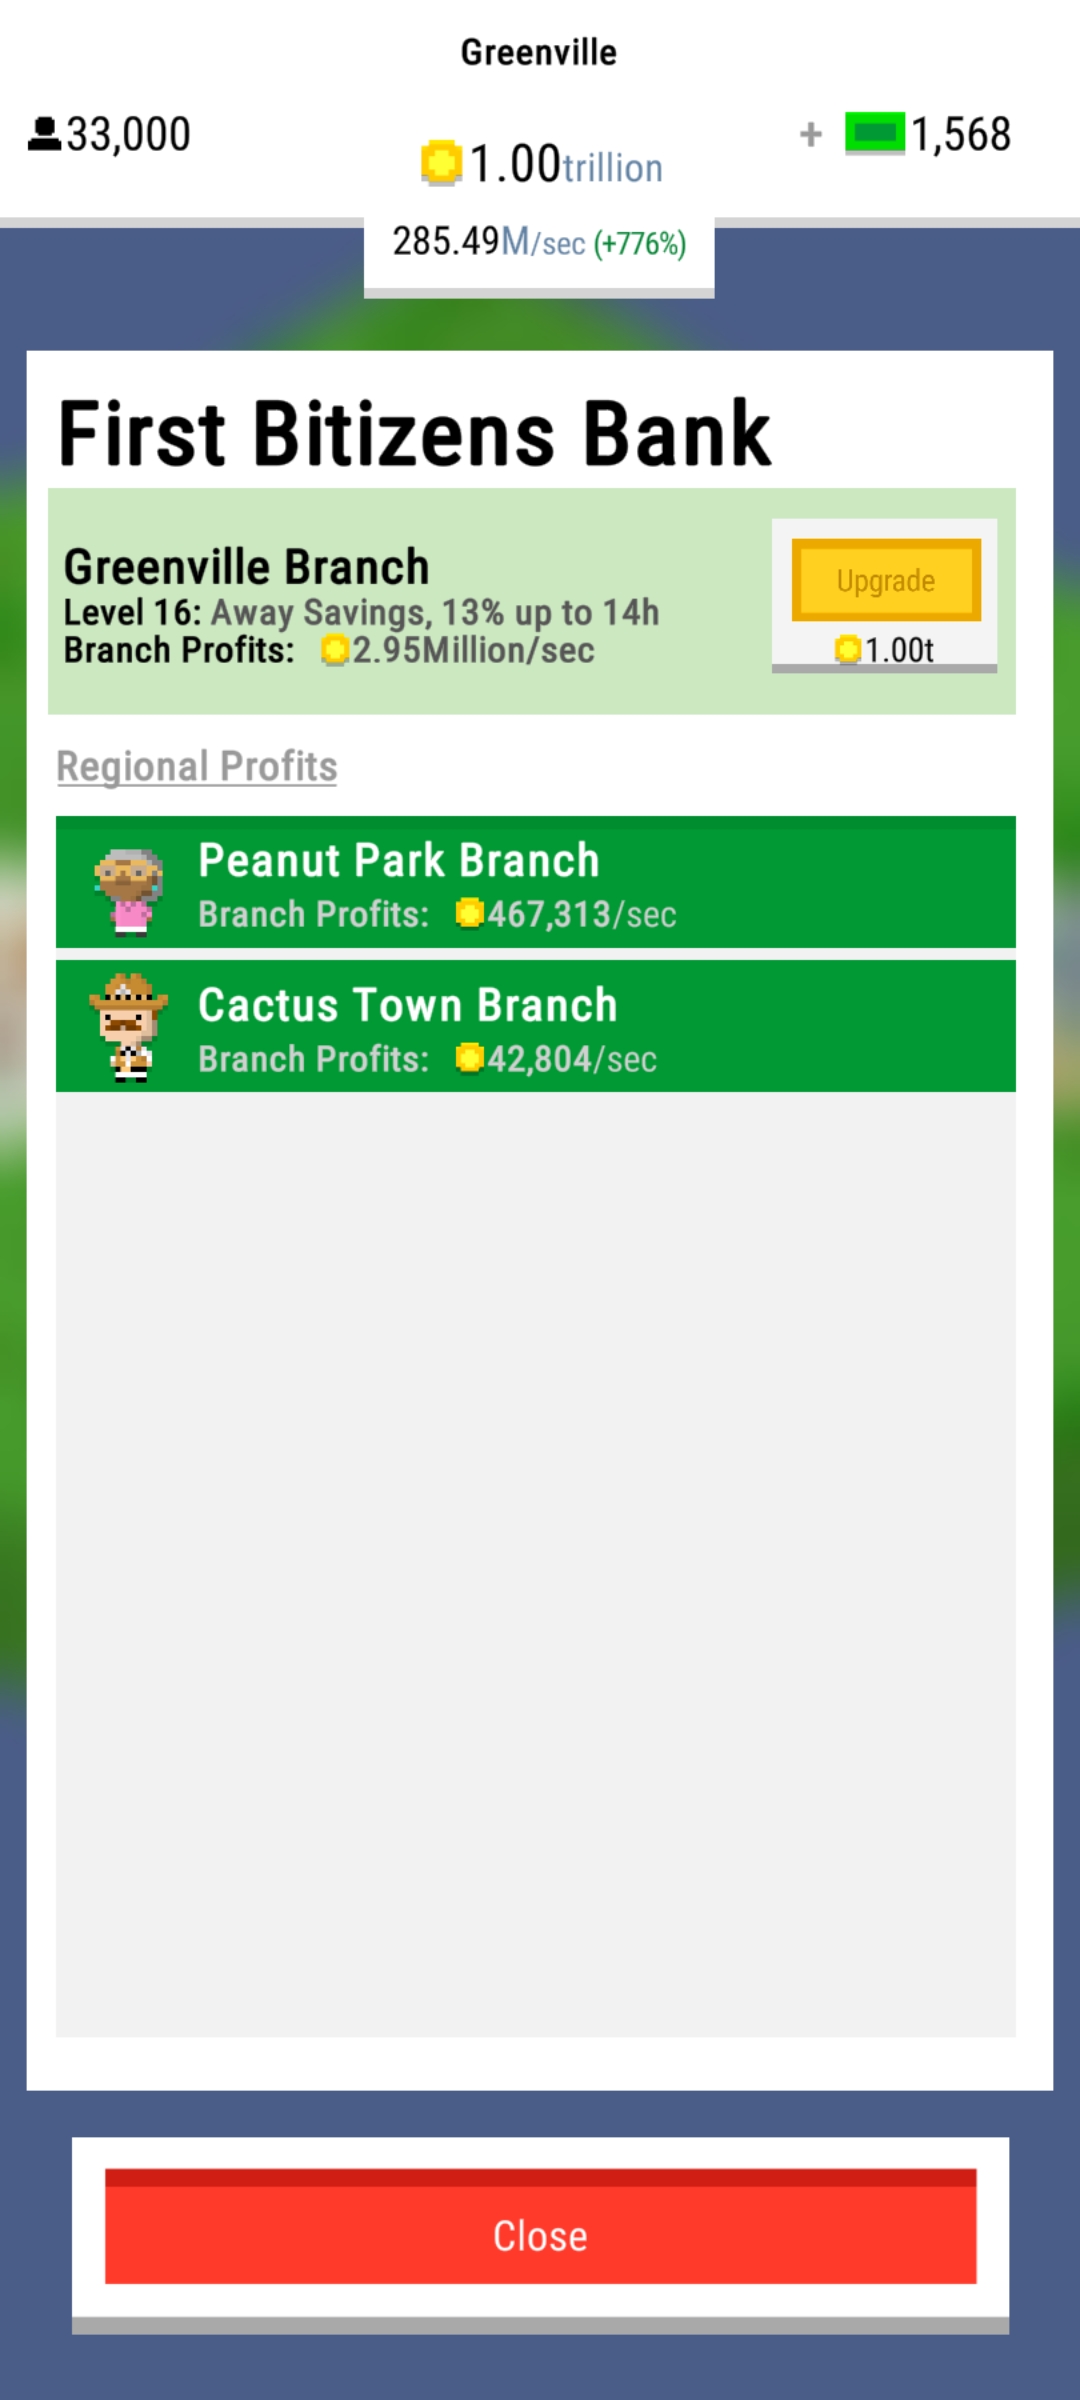 Greenville
33,000
1.00trillion
+ 1,568
285.49M/sec (+776%)
First Bitizens Bank
Greenville Branch
Level 16: Away Savings, 13% up to 14h
Branch Profits: 2.95Million/sec
Upgrade
1.00t
Regional Profits
Peanut Park Branch
Branch Profits: 467,313/sec
Cactus Town Branch
Branch Profits: 42,804/sec
Close